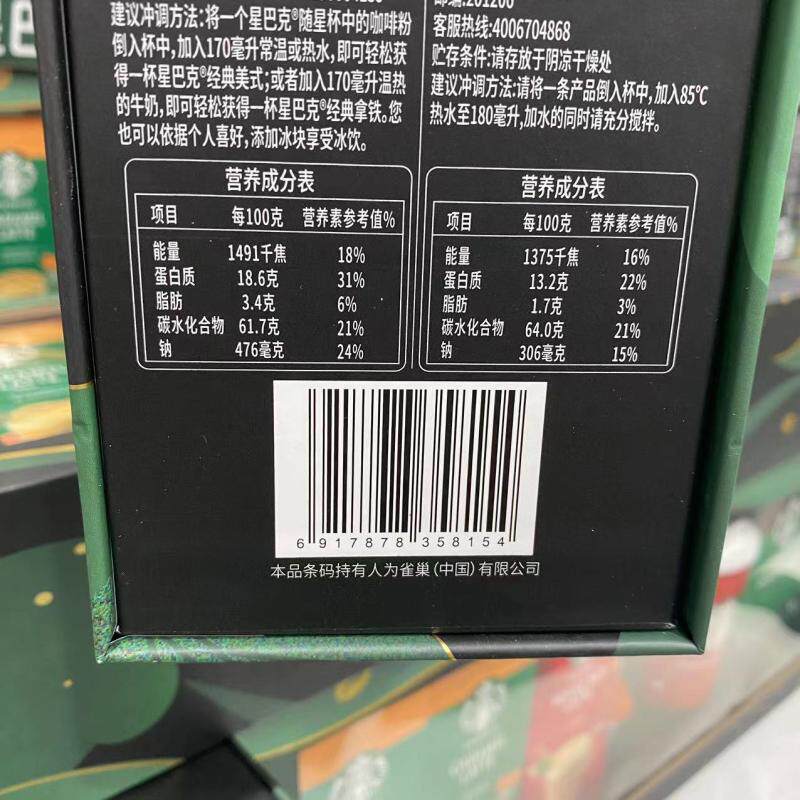 建议冲调方法:将一个星巴克®随星杯中的咖啡粉
倒入杯中,加入170毫升常温或热水,即可轻松获
得一杯星巴克®经典美式;或者加入170毫升温热
的牛奶,即可轻松获得一杯星巴克®经典拿铁。您
也可以依据个人喜好,添加冰块享受冰饮。
客服热线:4006704868
贮存条件:请存放于阴凉干燥处
建议冲调方法:请将一条产品倒入杯中,加入85°C
热水至180毫升,加水的同时请充分搅拌。
营养成分表
项目 每100克 营养素参考值%
能量 1491千焦 18%
蛋白质 18.6克 31%
脂肪 3.4克 6%
碳水化合物 61.7克 21%
钠 476毫克 24%
营养成分表
项目 每100克 营养素参考值%
能量 1375千焦 16%
蛋白质 13.2克 22%
脂肪 1.7克 3%
碳水化合物 64.0克 21%
钠 306毫克 15%
6 917878 358154
本品条码持有人为雀巢(中国)有限公司